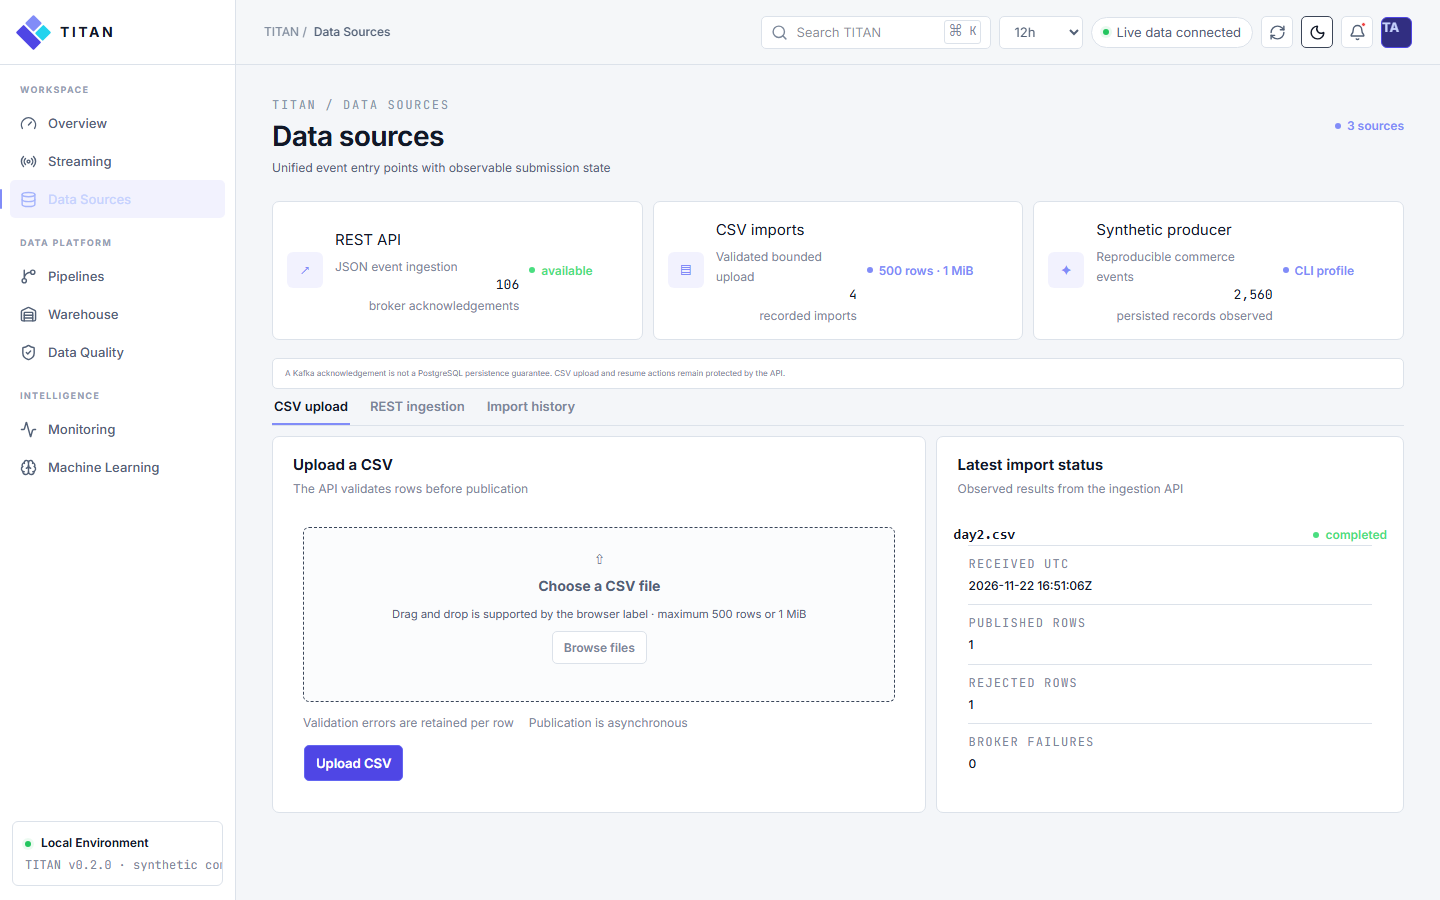 TITAN
TITAN / Data Sources
Search TITAN
⌘ K
12h
Live data connected
TA
WORKSPACE
Overview
Streaming
Data Sources
DATA PLATFORM
Pipelines
Warehouse
Data Quality
INTELLIGENCE
Monitoring
Machine Learning
Local Environment
TITAN v0.2.0 · synthetic co
TITAN / DATA SOURCES
Data sources
Unified event entry points with observable submission state
3 sources
REST API
JSON event ingestion
106
broker acknowledgements
available
CSV imports
Validated bounded
upload
4
recorded imports
500 rows · 1 MiB
Synthetic producer
Reproducible commerce
events
2,560
persisted records observed
CLI profile
A Kafka acknowledgement is not a PostgreSQL persistence guarantee. CSV upload and resume actions remain protected by the API.
CSV upload
REST ingestion
Import history
Upload a CSV
The API validates rows before publication
Choose a CSV file
Drag and drop is supported by the browser label · maximum 500 rows or 1 MiB
Browse files
Validation errors are retained per row
Publication is asynchronous
Upload CSV
Latest import status
Observed results from the ingestion API
day2.csv
completed
RECEIVED UTC
2026-11-22 16:51:06Z
PUBLISHED ROWS
1
REJECTED ROWS
1
BROKER FAILURES
0